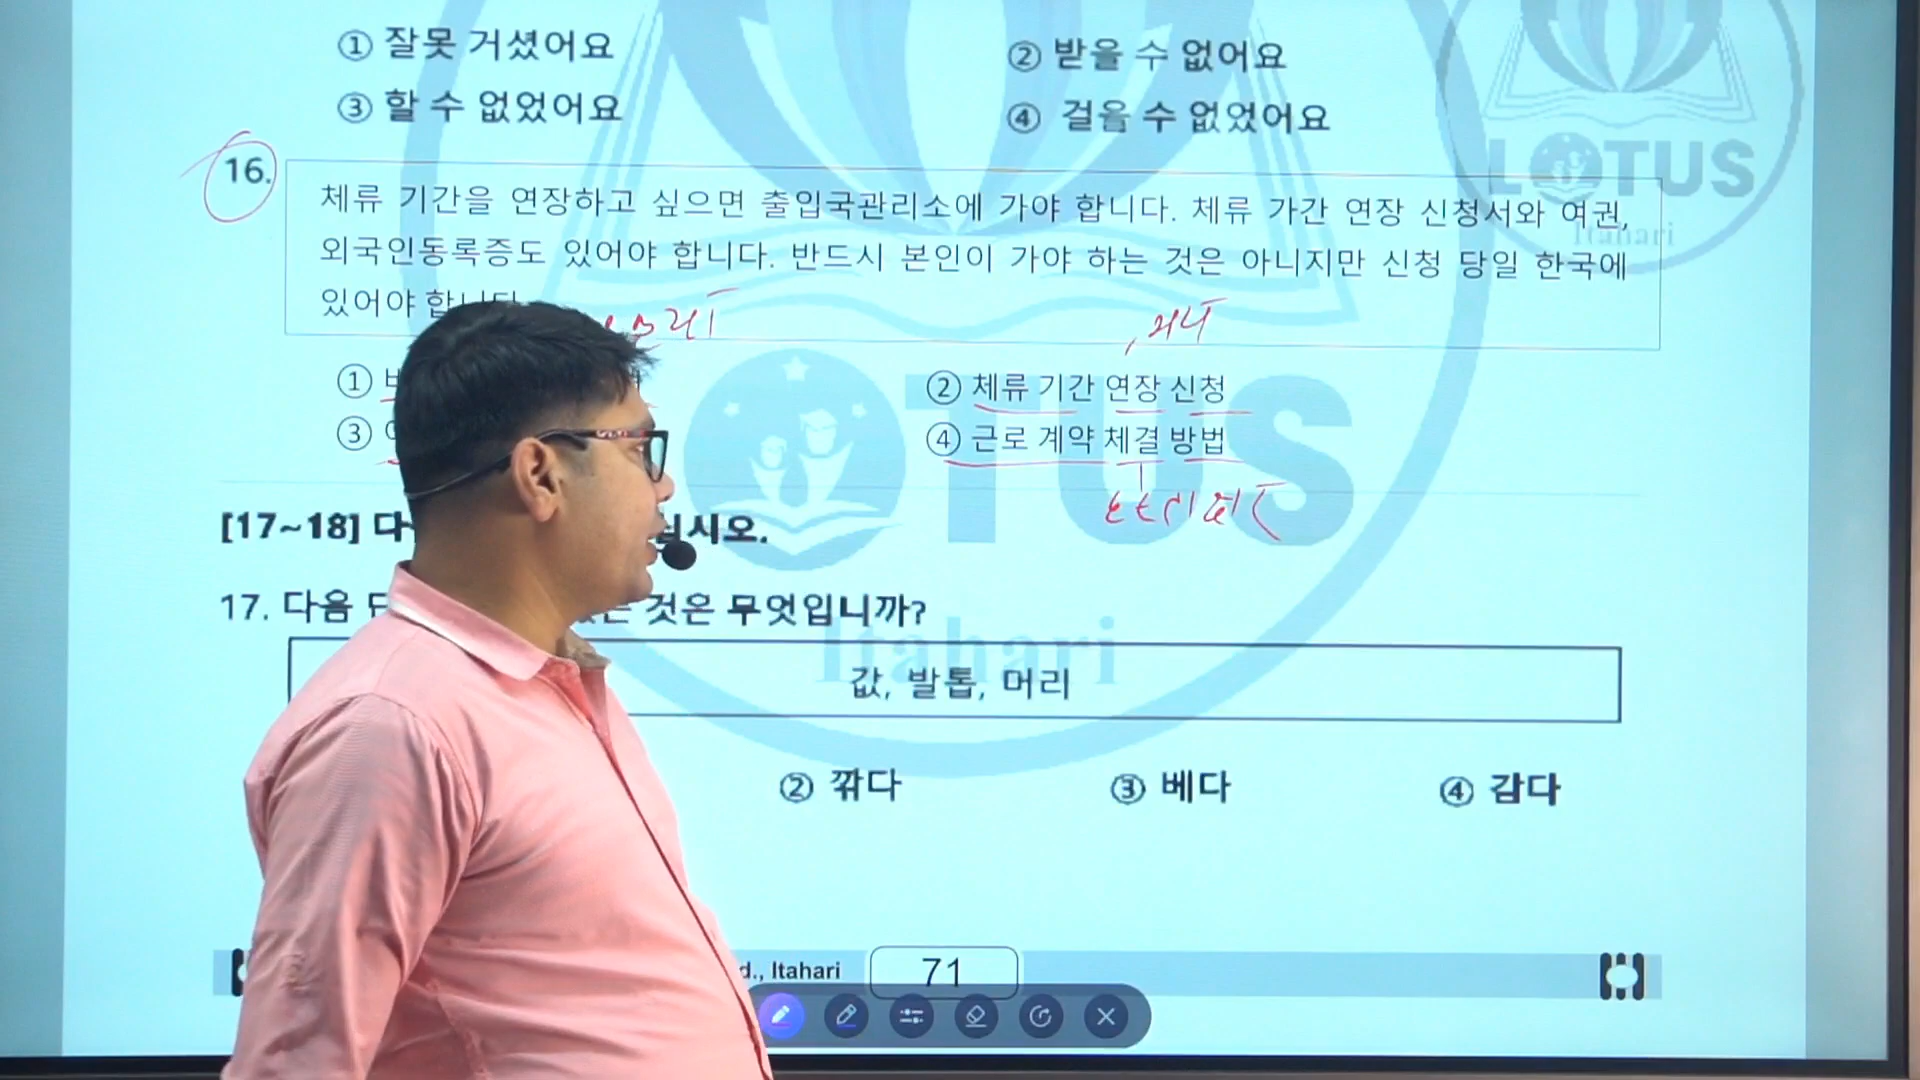 ① 잘못 거셨어요
② 받을 수 없어요
③ 할 수 없었어요
④ 걸을 수 없었어요
LOTUS
Itahari
16.
체류 기간을 연장하고 싶으면 출입국관리소에 가야 합니다. 체류 가간 연장 신청서와 여권,
외국인동록증도 있어야 합니다. 반드시 본인이 가야 하는 것은 아니지만 신청 당일 한국에
있어야 합니다
①
② 체류 기간 연장 신청
③
④ 근로 계약 체결 방법
LOTUS
Itahari
[17~18] 다 십시오.
17. 다음 것은 무엇입니까?
값, 발톱, 머리
② 깎다
③ 베다
④ 감다
d., Itahari
71